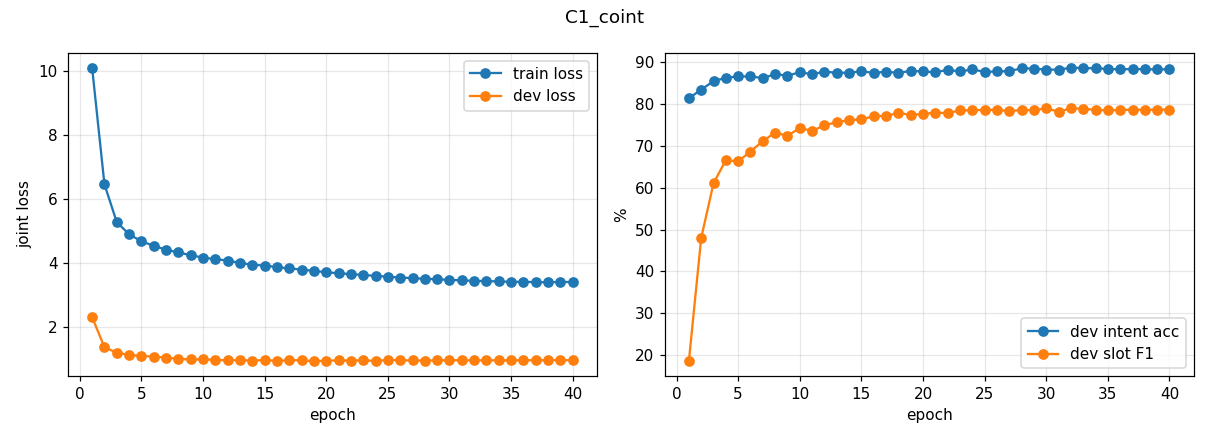 C1_coint
joint loss
10
8
6
4
2
0 5 10 15 20 25 30 35 40
epoch
train loss
dev loss
%
90
80
70
60
50
40
30
20
0 5 10 15 20 25 30 35 40
epoch
dev intent acc
dev slot F1